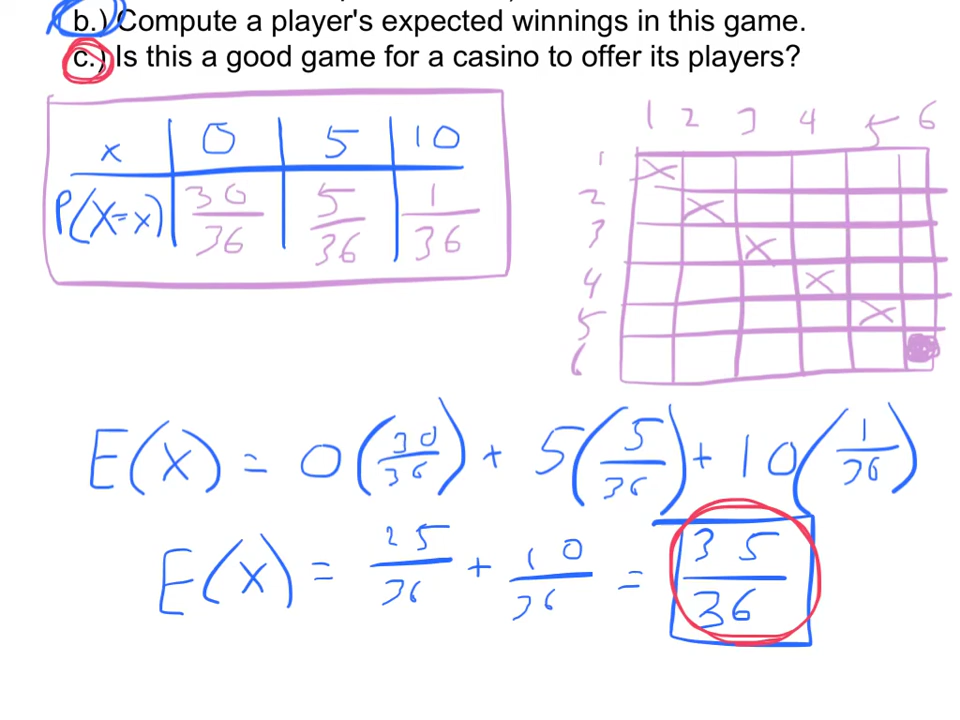 b.) Compute a player's expected winnings in this game.
c.) Is this a good game for a casino to offer its players?
x 0 5 10
P(X=x) 30/36 5/36 1/36
1 2 3 4 5 6
1 X
2 X
3 X
4 X
5 X
6
E(X) = 0(30/36) + 5(5/36) + 10(1/36)
E(X) = 25/36 + 10/36 = 35/36